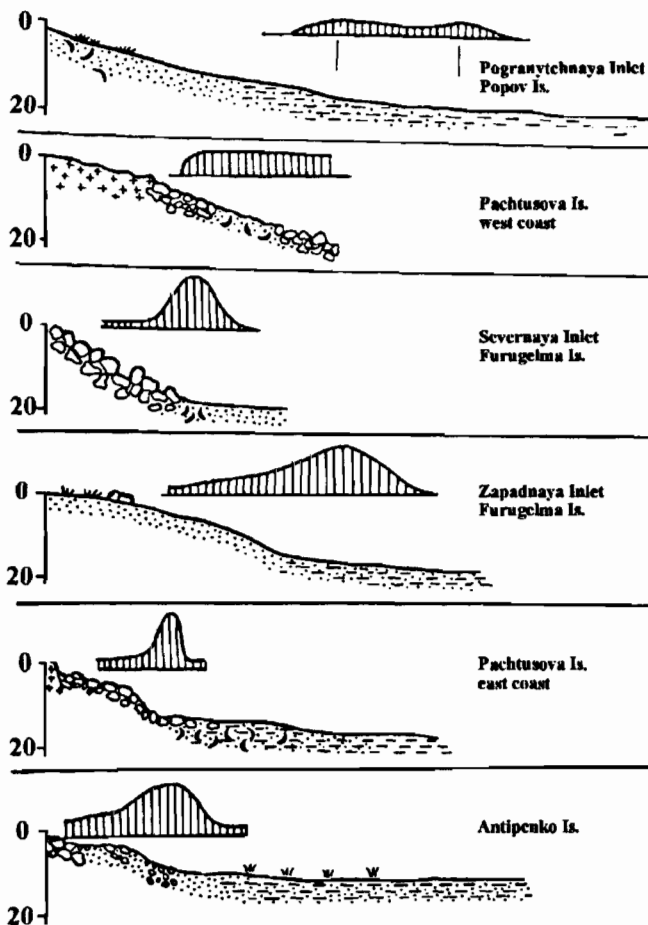 0
20
Pogranytchnaya Inlet
Popov Is.
0
20
Pachtusova Is.
west coast
0
20
Severnaya Inlet
Furugelma Is.
0
20
Zapadnaya Inlet
Furugelma Is.
0
20
Pachtusova Is.
east coast
0
20
Antipenko Is.